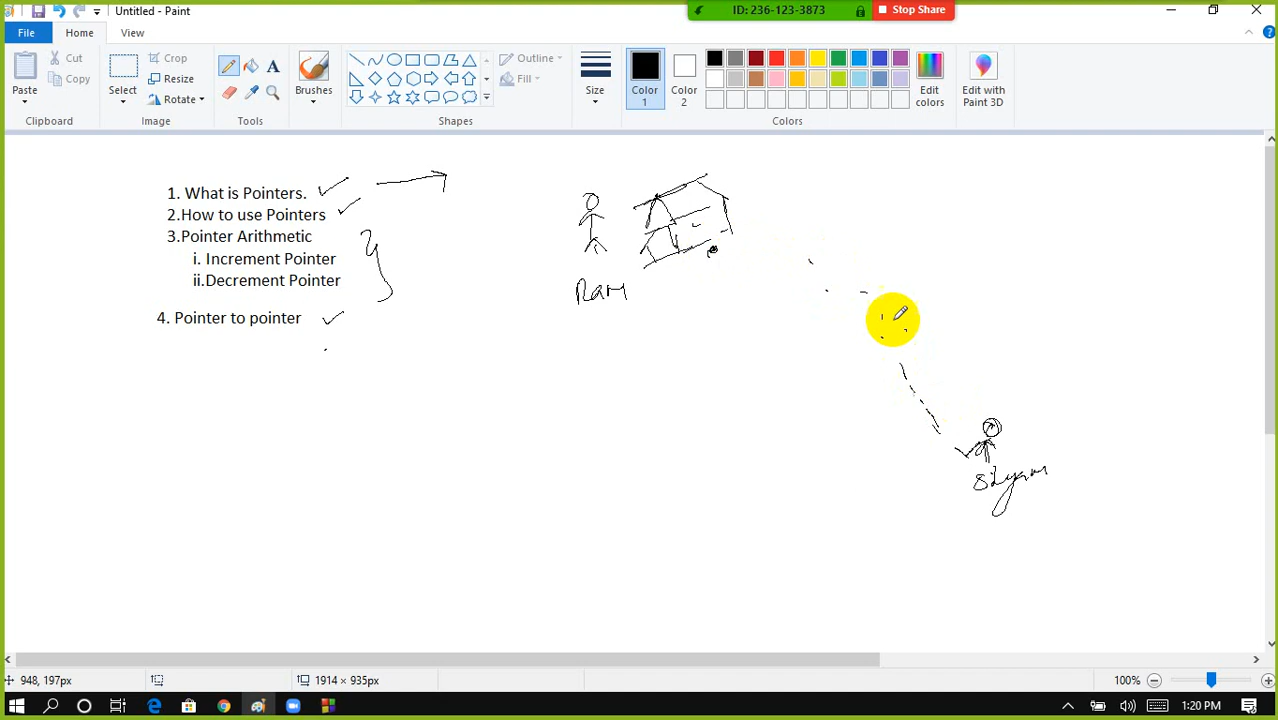 Untitled - Paint
ID: 236-123-3873
Stop Share
File
Home
View
Paste
Cut
Copy
Clipboard
Select
Crop
Resize
Rotate
Image
A
Tools
Brushes
Outline
Fill
Shapes
Size
Color 1
Color 2
Edit colors
Colors
Edit with Paint 3D
1. What is Pointers.
2.How to use Pointers
3.Pointer Arithmetic
i. Increment Pointer
ii.Decrement Pointer
4. Pointer to pointer
Ram
Shyam
948, 197px
1914 × 935px
100%
1:20 PM